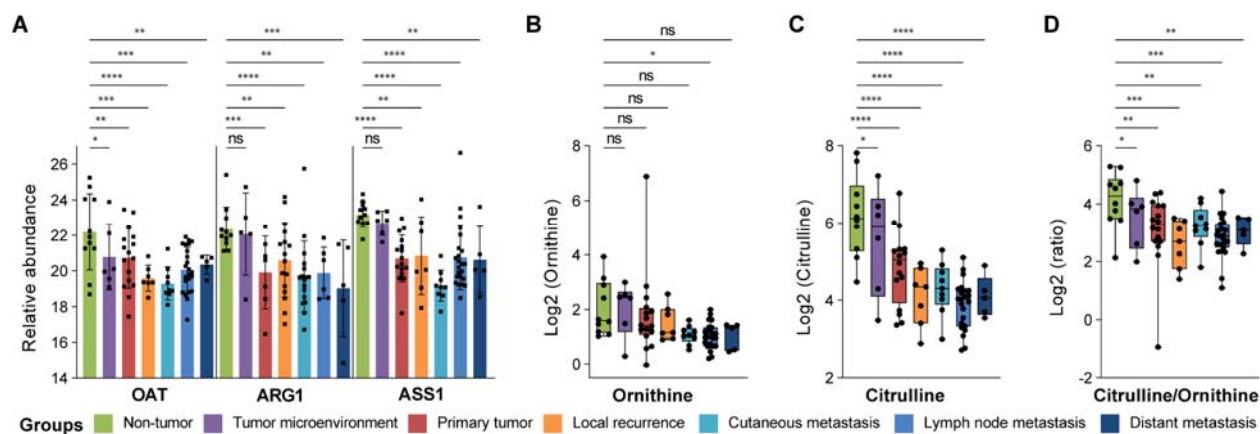 A
** *** **
*** ** ****
**** **** ****
*** ** **
** *** ****
* ns ns
Relative abundance
26
24
22
20
18
16
14
OAT ARG1 ASS1
B
ns
*
ns
ns
ns
ns
Log2 (Ornithine)
8
6
4
2
0
Ornithine
C
****
****
****
****
****
*
Log2 (Citrulline)
8
6
4
2
Citrulline
D
**
***
**
***
**
*
Log2 (ratio)
6
4
2
0
-2
Citrulline/Ornithine
Groups Non-tumor Tumor microenvironment Primary tumor Local recurrence Cutaneous metastasis Lymph node metastasis Distant metastasis